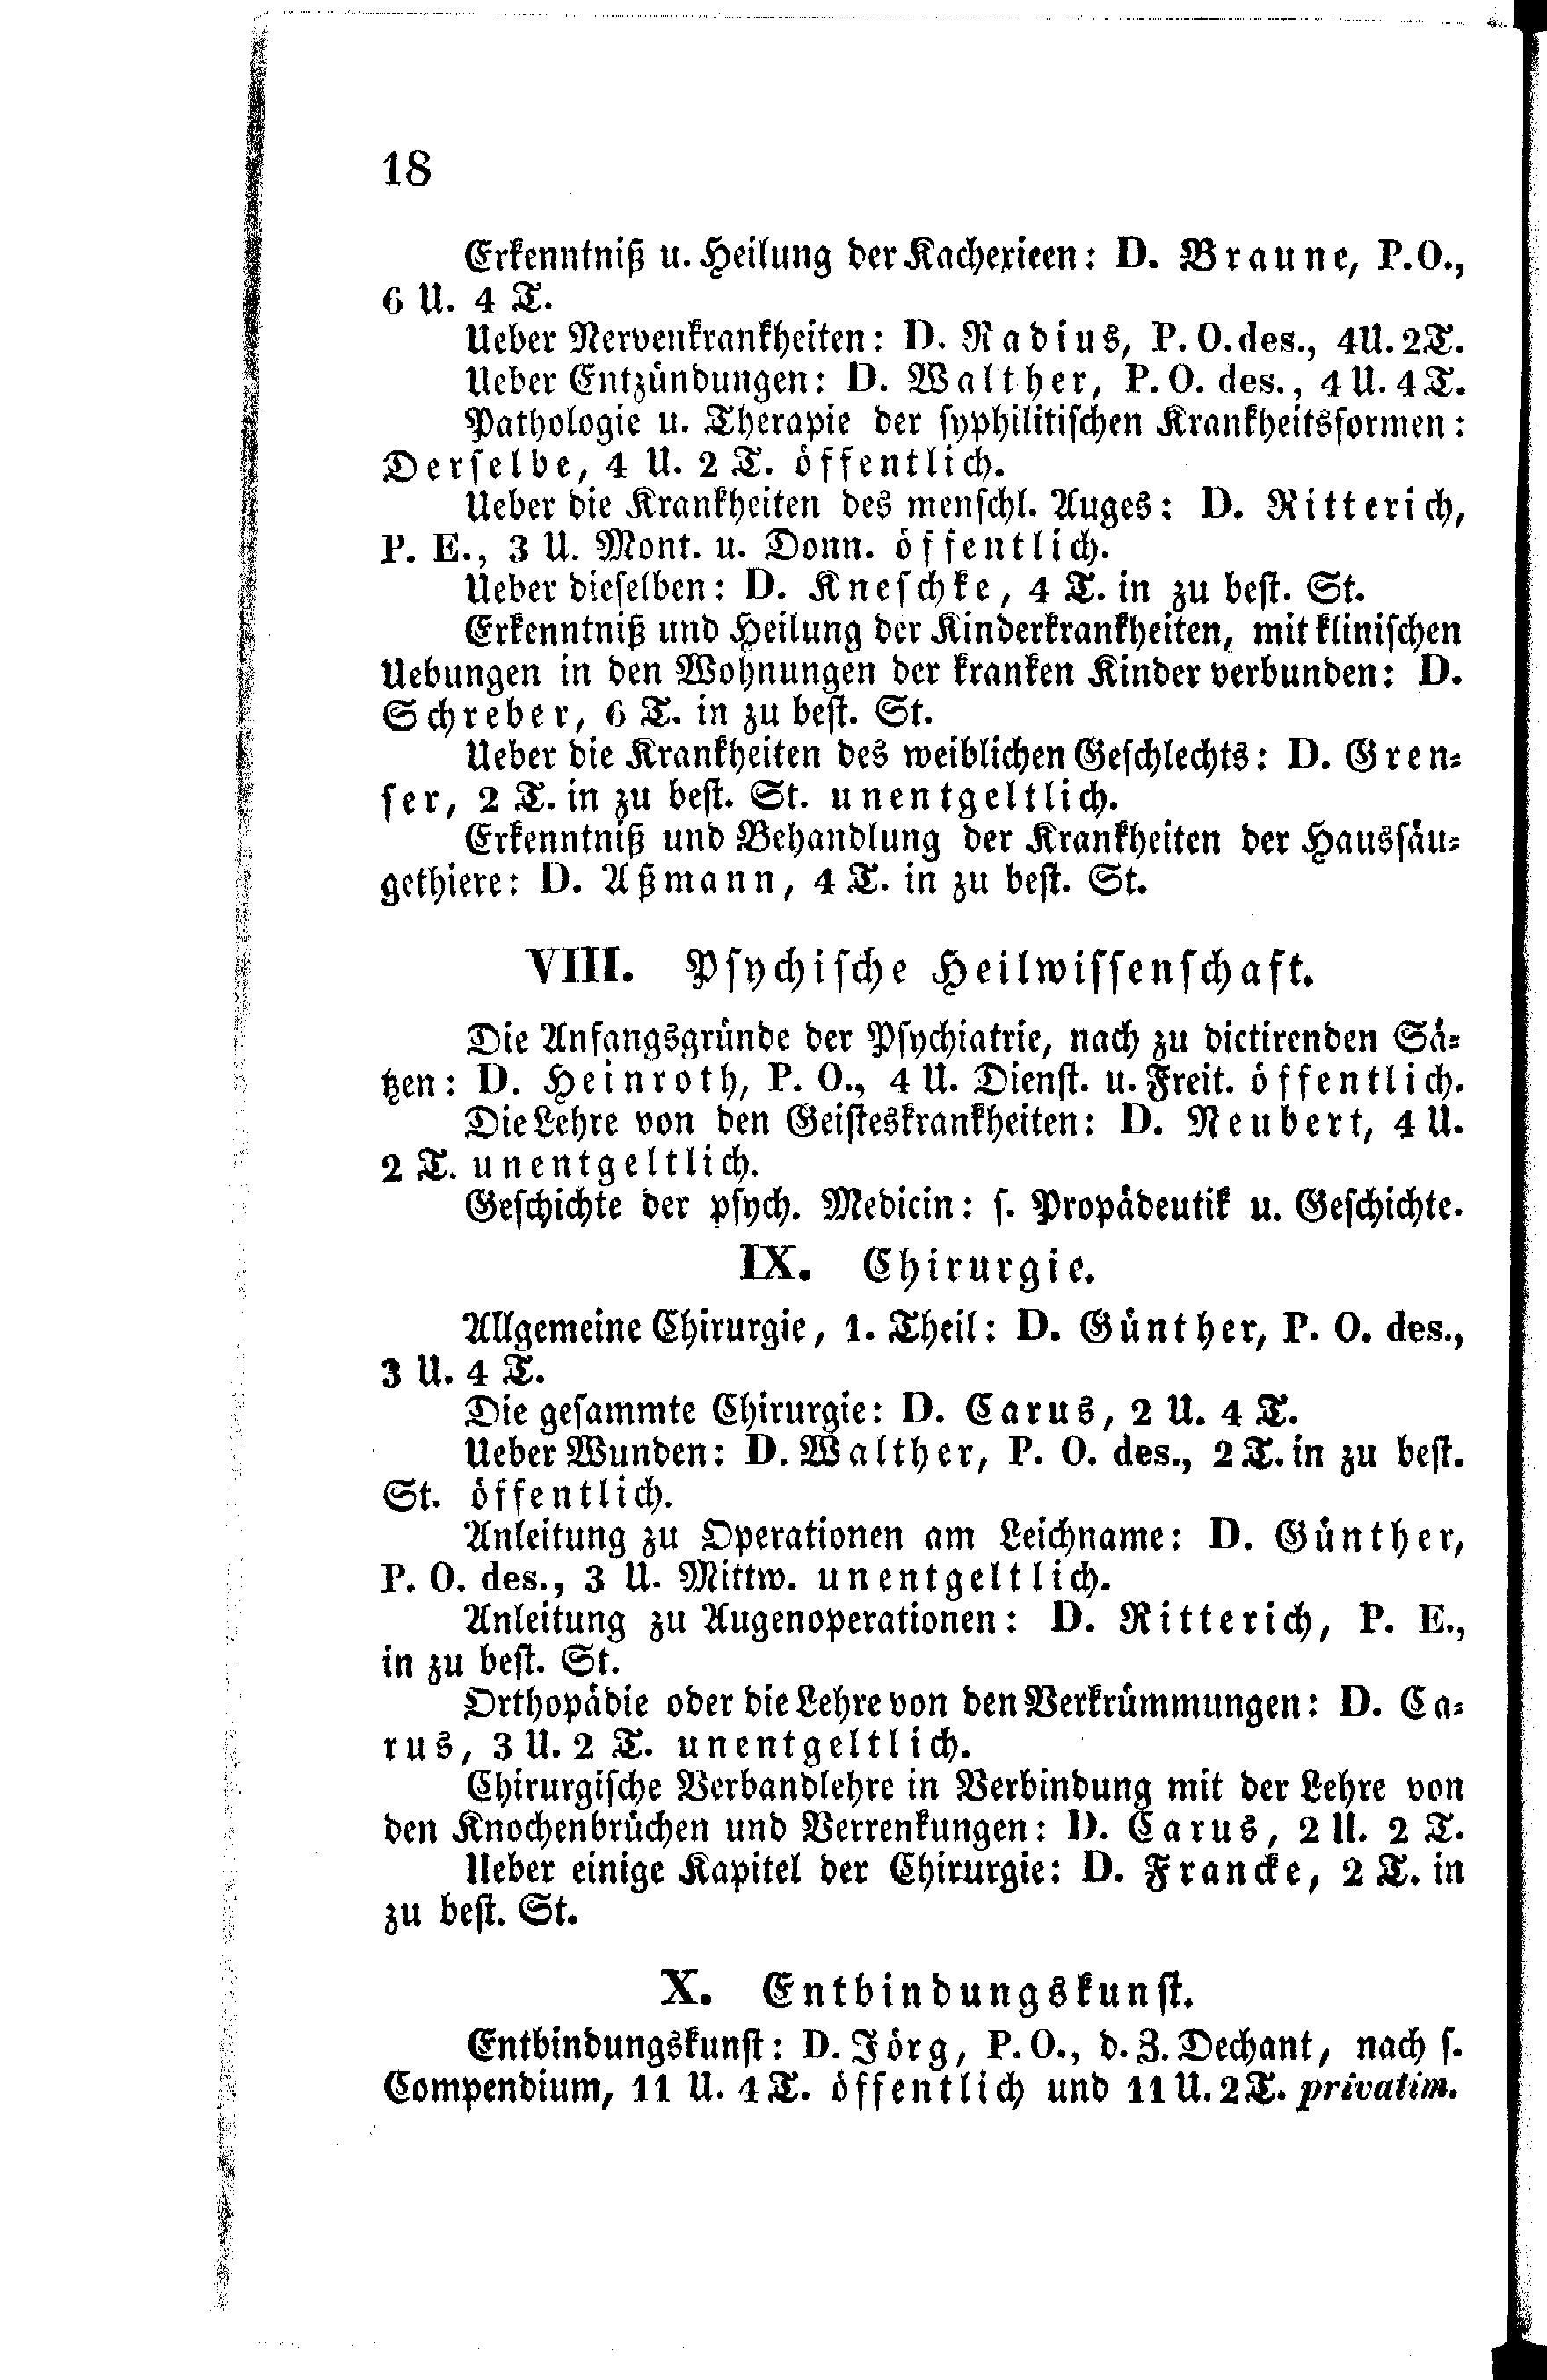 18
Erkenntniß u. Heilung der Kachexieen: D. Braune, P.O.,
6 U. 4 T.
Ueber Nervenkrankheiten: D. Radius, P. O. des., 4U. 2T.
Ueber Entzündungen: D. Walther, P. O. des., 4 U. 4 T.
Pathologie u. Therapie der syphilitischen Krankheitsformen:
Derselbe, 4 U. 2 T. öffentlich.
Ueber die Krankheiten des menschl. Auges: D. Ritterich,
P. E., 3 U. Mont. u. Donn. öffentlich.
Ueber dieselben: D. Kneschke, 4 T. in zu best. St.
Erkenntniß und Heilung der Kinderkrankheiten, mit klinischen
Uebungen in den Wohnungen der kranken Kinder verbunden: D.
Schreber, 6 T. in zu best. St.
Ueber die Krankheiten des weiblichen Geschlechts: D. Gren-
ser, 2 T. in zu best. St. unentgeltlich.
Erkenntniß und Behandlung der Krankheiten der Haussäu-
gethiere: D. Aßmann, 4 T. in zu best. St.
VIII. Psychische Heilwissenschaft.
Die Anfangsgründe der Psychiatrie, nach zu dictirenden Sä-
tzen: D. Heinroth, P. O., 4 U. Dienst. u. Freit. öffentlich.
Die Lehre von den Geisteskrankheiten: D. Neubert, 4 U.
2 T. unentgeltlich.
Geschichte der psych. Medicin: s. Propädeutik u. Geschichte.
IX. Chirurgie.
Allgemeine Chirurgie, 1. Theil: D. Günther, P. O. des.,
3 U. 4 T.
Die gesammte Chirurgie: D. Carus, 2 U. 4 T.
Ueber Wunden: D. Walther, P. O. des., 2 T. in zu best.
St. öffentlich.
Anleitung zu Operationen am Leichname: D. Günther,
P. O. des., 3 U. Mittw. unentgeltlich.
Anleitung zu Augenoperationen: D. Ritterich, P. E.,
in zu best. St.
Orthopädie oder die Lehre von den Verkrümmungen: D. Ca-
rus, 3 U. 2 T. unentgeltlich.
Chirurgische Verbandlehre in Verbindung mit der Lehre von
den Knochenbrüchen und Verrenkungen: D. Carus, 2 U. 2 T.
Ueber einige Kapitel der Chirurgie: D. Francke, 2 T. in
zu best. St.
X. Entbindungskunst.
Entbindungskunst: D. Jörg, P. O., d. Z. Dechant, nach s.
Compendium, 11 U. 4 T. öffentlich und 11 U. 2 T. privatim.